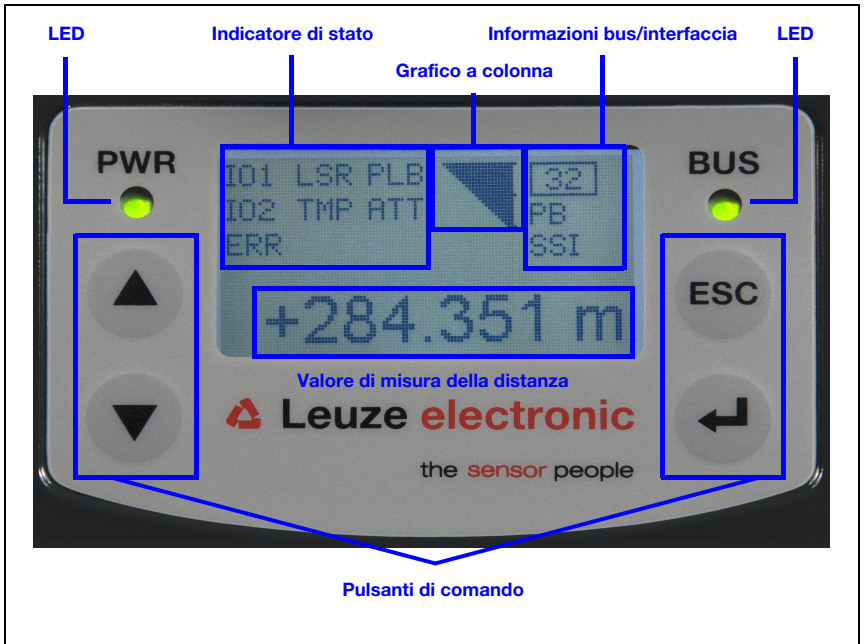 LED Indicatore di stato Informazioni bus/interfaccia LED
Grafico a colonna
PWR BUS
IO1 LSR PLB 32
IO2 TMP ATT PB
ERR SSI
ESC
+284.351 m
Valore di misura della distanza
Leuze electronic
the sensor people
Pulsanti di comando